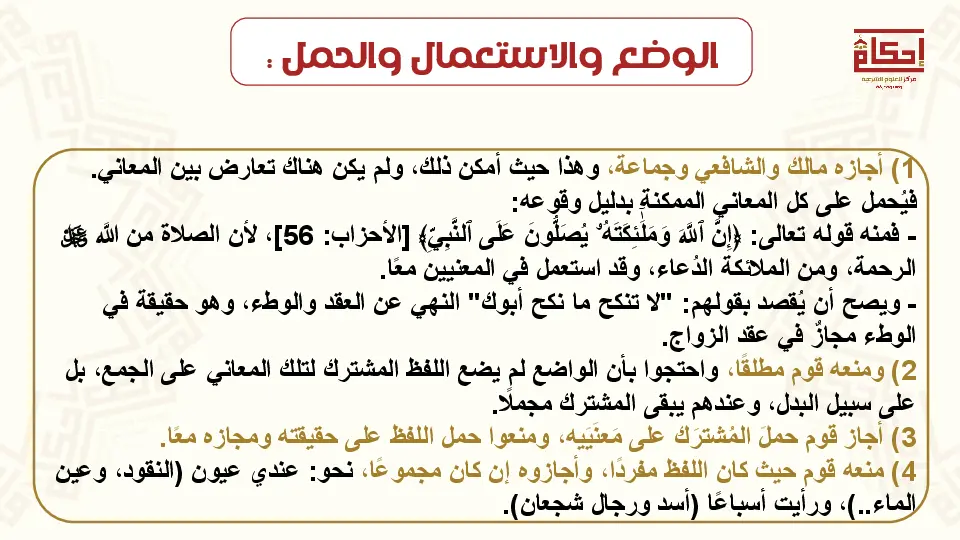 الوضع والاستعمال والحمل :
إحكام
مركز للعلوم الشرعية
1) أجازه مالك والشافعي وجماعة، وهذا حيث أمكن ذلك، ولم يكن هناك تعارض بين المعاني.
فيُحمل على كل المعاني الممكنةِ بدليل وقوعه:
- فمنه قوله تعالى: ﴿إِنَّ ٱللَّهَ وَمَلَٰٓئِكَتَهُۥ يُصَلُّونَ عَلَى ٱلنَّبِيِّ﴾ [الأحزاب: 56]، لأن الصلاة من الله ﷻ
الرحمة، ومن الملائكة الدُعاء، وقد استعمل في المعنيين معًا.
- ويصح أن يُقصد بقولهم: "لا تنكح ما نكح أبوك" النهي عن العقد والوطء، وهو حقيقة في
الوطء مجازٌ في عقد الزواج.
2) ومنعه قوم مطلقًا، واحتجوا بأن الواضع لم يضع اللفظ المشترك لتلك المعاني على الجمع، بل
على سبيل البدل، وعندهم يبقى المشترك مجملًا.
3) أجاز قوم حملَ المُشترَك على مَعنَيَيه، ومنعوا حمل اللفظ على حقيقته ومجازه معًا.
4) منعه قوم حيث كان اللفظ مفردًا، وأجازوه إن كان مجموعًا، نحو: عندي عيون (النقود، وعين
الماء..)، ورأيت أسباعًا (أسد ورجال شجعان).